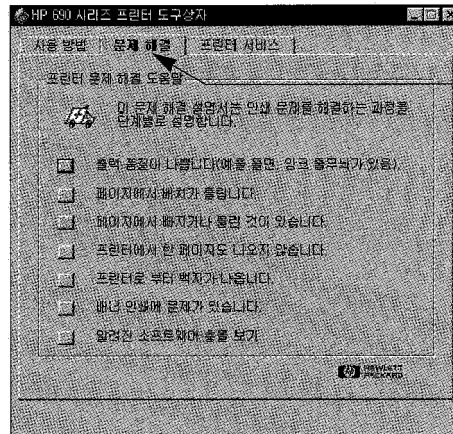 HP 690 시리즈 프린터 도구상자
사용 방법 문제 해결 프린터 서비스
프린터 문제 해결 도움말
이 문제 해결 설명서는 인쇄 문제를 해결하는 과정을
단계별로 설명합니다.
출력 품질이 나쁩니다(예를 들면, 잉크 줄무늬가 있음).
페이지에서 배치가 틀립니다.
페이지에서 빠지거나 틀린 것이 있습니다.
프린터에서 한 페이지도 나오지 않습니다.
프린터로 부터 백지가 나옵니다.
배너 인쇄에 문제가 있습니다.
알려진 소프트웨어 충돌 보기
HEWLETT
PACKARD